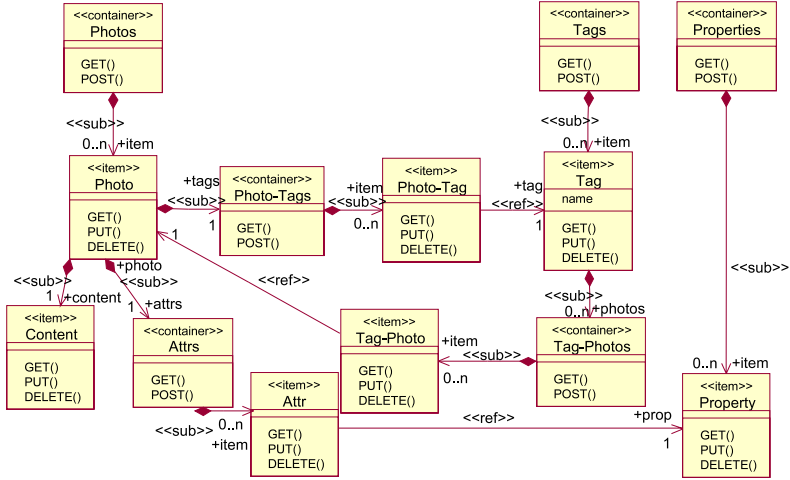 <<container>>
Photos
GET()
POST()
<<container>>
Tags
GET()
POST()
<<container>>
Properties
GET()
POST()
<<sub>>
0..n
+item
<<sub>>
0..n
+item
<<item>>
Photo
GET()
PUT()
DELETE()
+tags
<<sub>>
1
<<container>>
Photo-Tags
GET()
POST()
+item
<<sub>>
0..n
<<item>>
Photo-Tag
GET()
PUT()
DELETE()
+tag
<<ref>>
1
<<item>>
Tag
name
GET()
PUT()
DELETE()
1
+photo
<<sub>>
<<sub>>
1
+content
1
+attrs
<<ref>>
<<sub>>
0..n
+photos
<<sub>>
<<item>>
Content
GET()
PUT()
DELETE()
<<container>>
Attrs
GET()
POST()
<<item>>
Tag-Photo
GET()
PUT()
DELETE()
+item
<<sub>>
0..n
<<container>>
Tag-Photos
GET()
POST()
0..n
+item
<<sub>>
0..n
+item
<<item>>
Attr
GET()
PUT()
DELETE()
<<ref>>
+prop
1
<<item>>
Property
GET()
PUT()
DELETE()